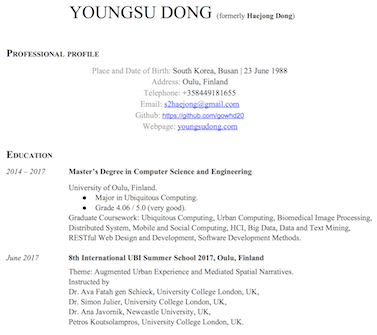 YOUNGSU DONG (formerly Haejong Dong)
PROFESSIONAL PROFILE
Place and Date of Birth: South Korea, Busan | 23 June 1988
Address: Oulu, Finland
Telephone: +358449181655
Email: s2haejong@gmail.com
Github: https://github.com/gowhd20
Webpage: youngsudong.com
EDUCATION
2014 – 2017 Master's Degree in Computer Science and Engineering
University of Oulu, Finland.
● Major in Ubiquitous Computing.
● Grade 4.06 / 5.0 (very good).
Graduate Coursework: Ubiquitous Computing, Urban Computing, Biomedical Image Processing,
Distributed System, Mobile and Social Computing, HCI, Big Data, Data and Text Mining,
RESTful Web Design and Development, Software Development Methods.
June 2017 8th International UBI Summer School 2017, Oulu, Finland
Theme: Augmented Urban Experience and Mediated Spatial Narratives.
Instructed by
Dr. Ava Fatah gen Schieck, University College London, UK,
Dr. Simon Julier, University College London, UK,
Dr. Ana Javornik, Newcastle University, UK,
Petros Koutsolampros, University College London, UK.